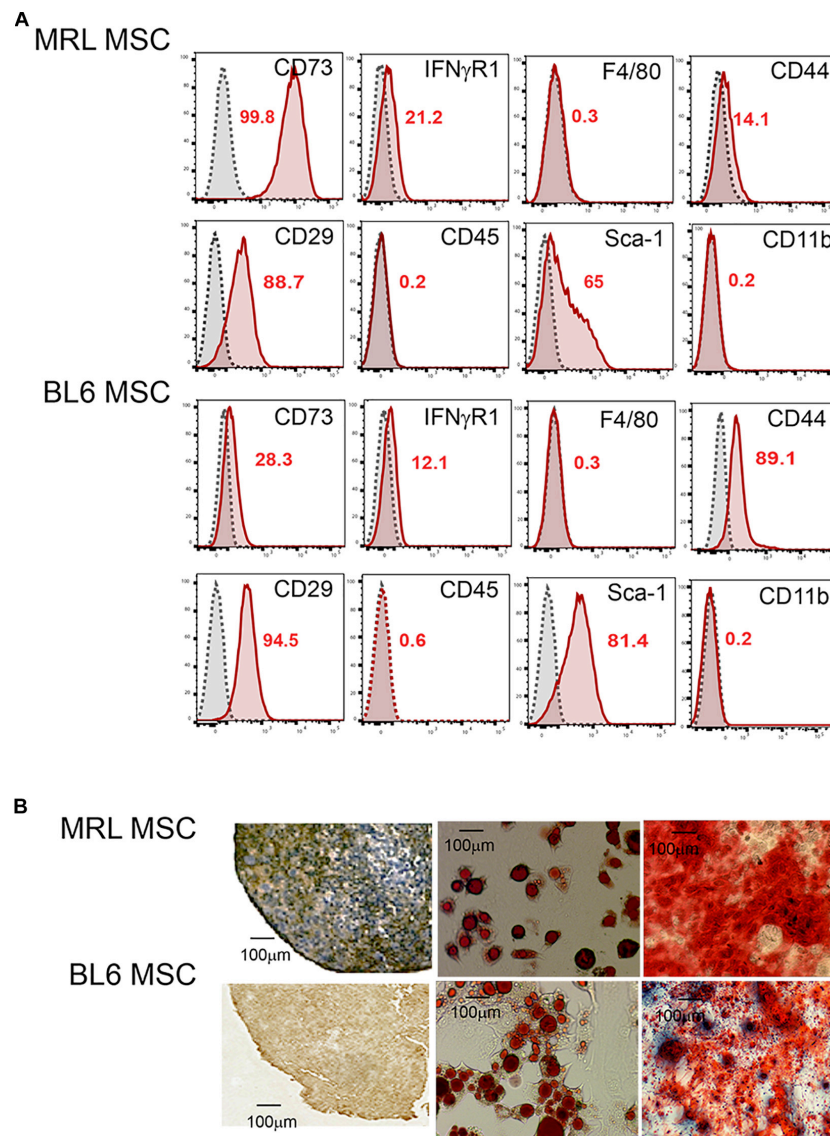 A
MRL MSC
CD73 IFNγR1 F4/80 CD44
99.8 21.2 0.3 14.1
CD29 CD45 Sca-1 CD11b
88.7 0.2 65 0.2
BL6 MSC
CD73 IFNγR1 F4/80 CD44
28.3 12.1 0.3 89.1
CD29 CD45 Sca-1 CD11b
94.5 0.6 81.4 0.2
B
MRL MSC
100µm 100µm 100µm
BL6 MSC
100µm 100µm 100µm